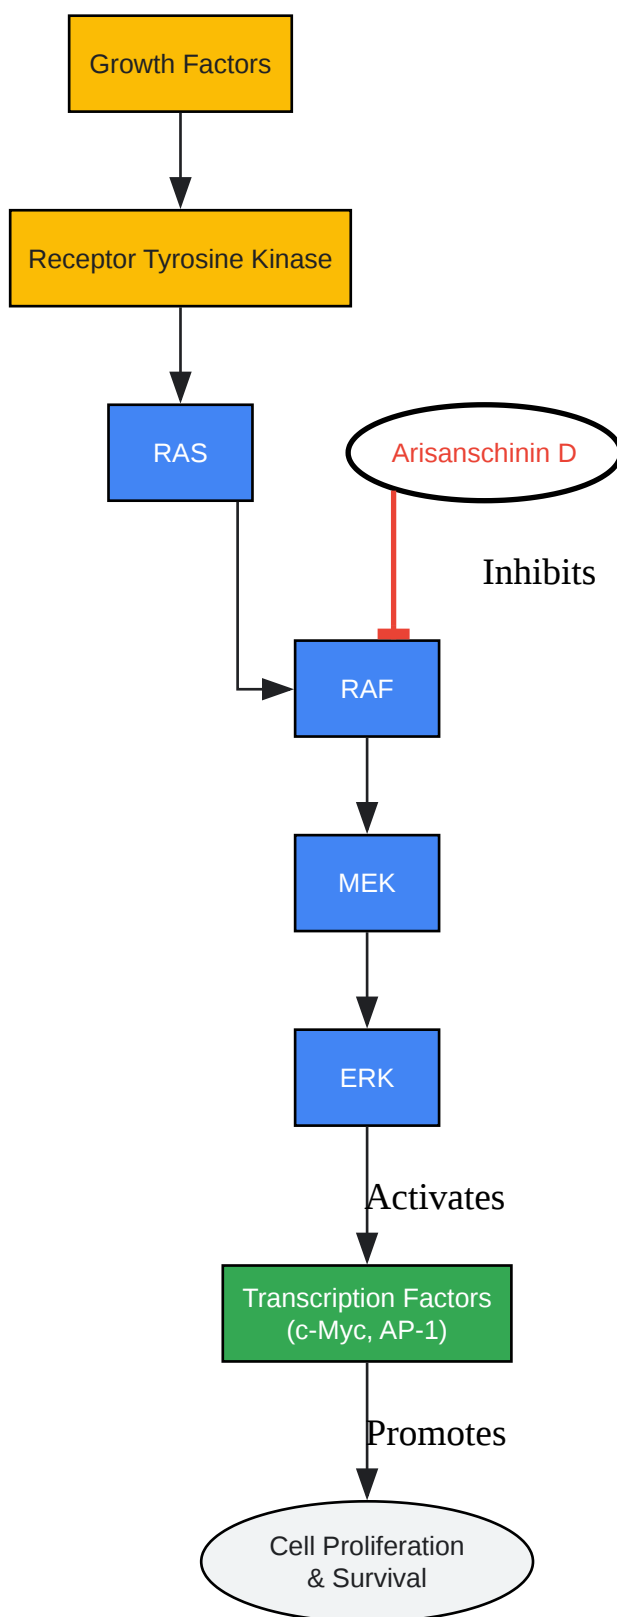 Growth Factors
Receptor Tyrosine Kinase
RAS
Arisanschinin D
Inhibits
RAF
MEK
ERK
Activates
Transcription Factors
(c-Myc, AP-1)
Promotes
Cell Proliferation
& Survival